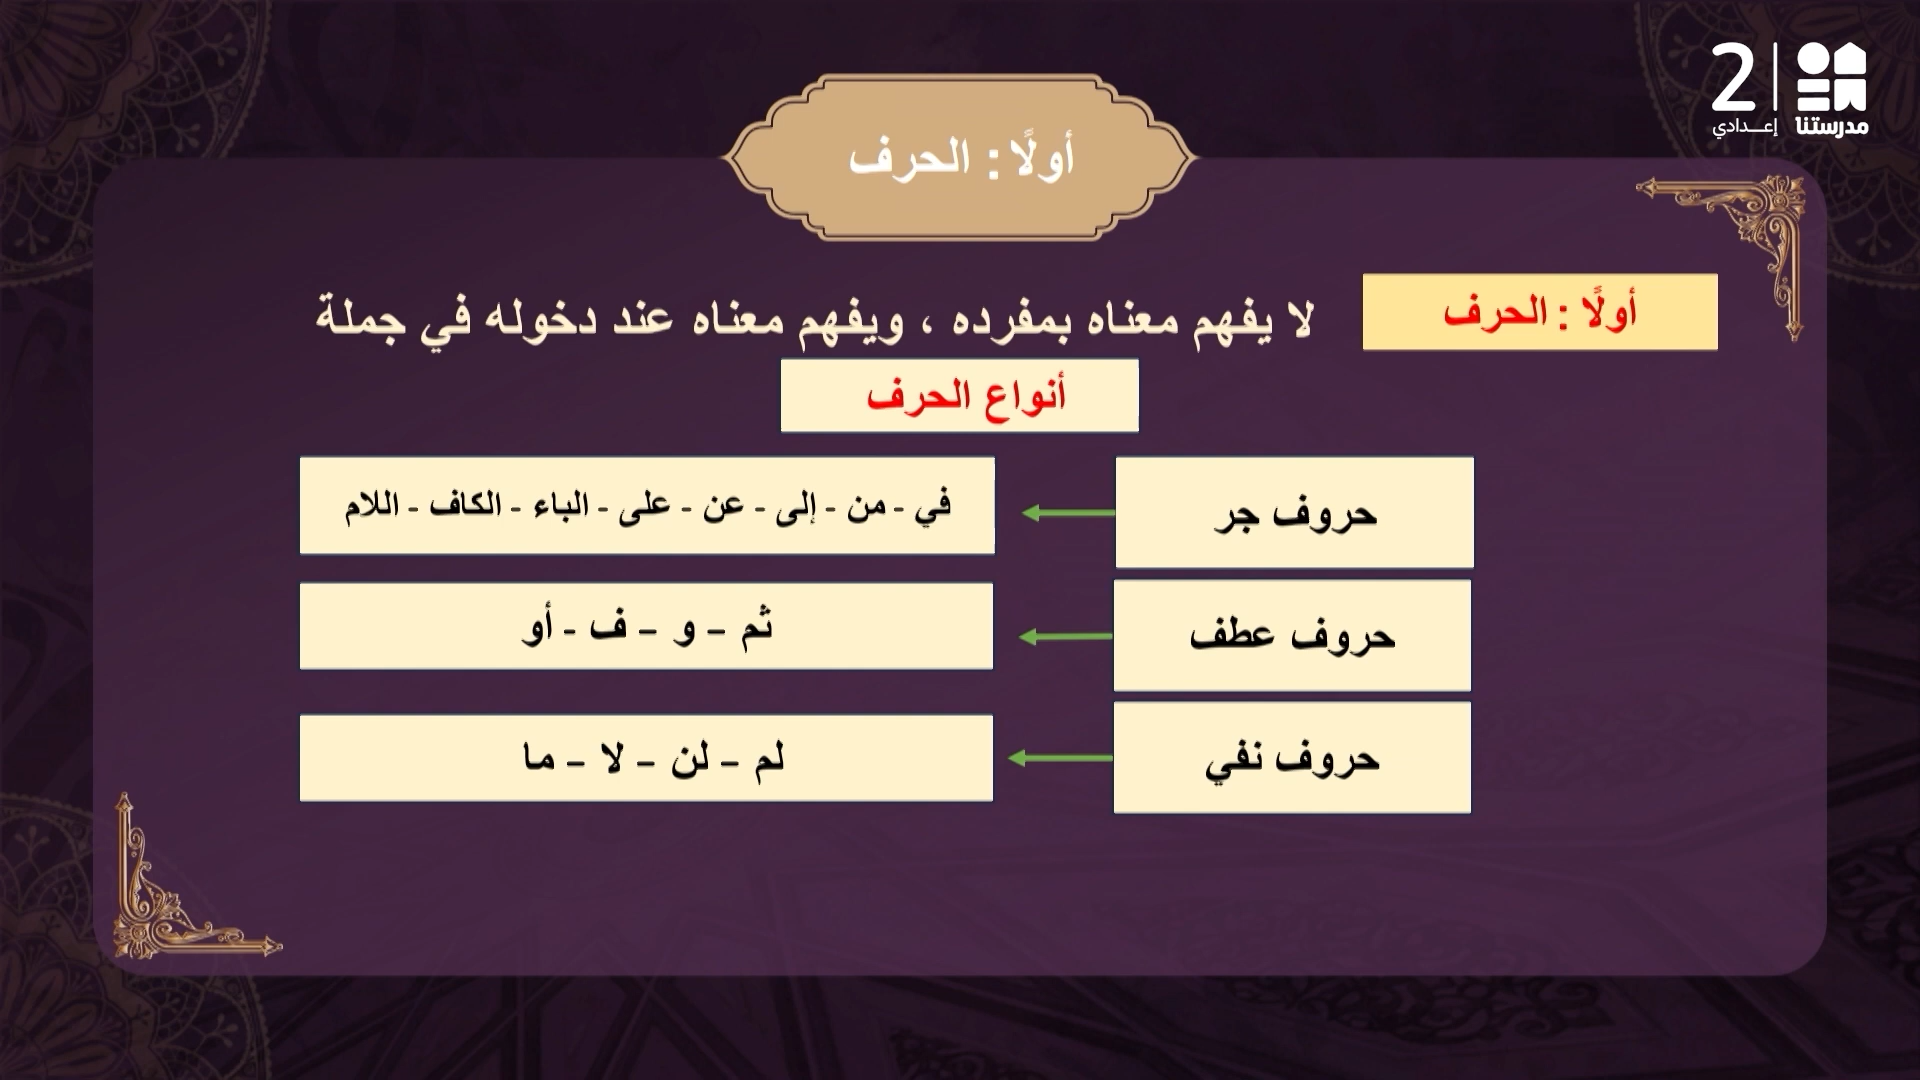 2
إعدادي
مدرستنا
أولًا : الحرف
أولًا : الحرف
لا يفهم معناه بمفرده ، ويفهم معناه عند دخوله في جملة
أنواع الحرف
حروف جر
في - من - إلى - عن - على - الباء - الكاف - اللام
حروف عطف
ثم – و – ف - أو
حروف نفي
لم – لن – لا – ما